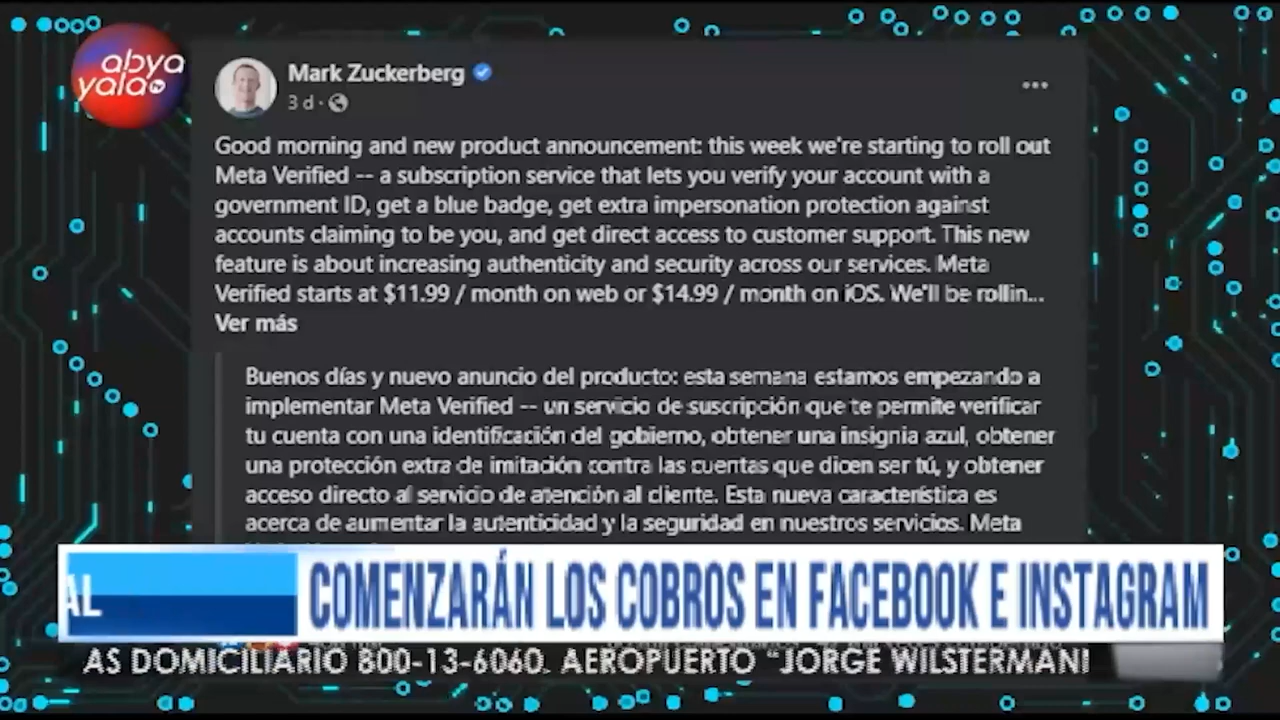 abya
yala tv
Mark Zuckerberg
3 d ·
Good morning and new product announcement: this week we're starting to roll out
Meta Verified -- a subscription service that lets you verify your account with a
government ID, get a blue badge, get extra impersonation protection against
accounts claiming to be you, and get direct access to customer support. This new
feature is about increasing authenticity and security across our services. Meta
Verified starts at $11.99 / month on web or $14.99 / month on iOS. We'll be rollin...
Ver más
Buenos días y nuevo anuncio del producto: esta semana estamos empezando a
implementar Meta Verified -- un servicio de suscripción que te permite verificar
tu cuenta con una identificación del gobierno, obtener una insignia azul, obtener
una protección extra de imitación contra las cuentas que dicen ser tú, y obtener
acceso directo al servicio de atención al cliente. Esta nueva característica es
acerca de aumentar la autenticidad y la seguridad en nuestros servicios. Meta
AL
COMENZARÁN LOS COBROS EN FACEBOOK E INSTAGRAM
AS DOMICILIARIO 800-13-6060. AEROPUERTO “JORGE WILSTERMAN